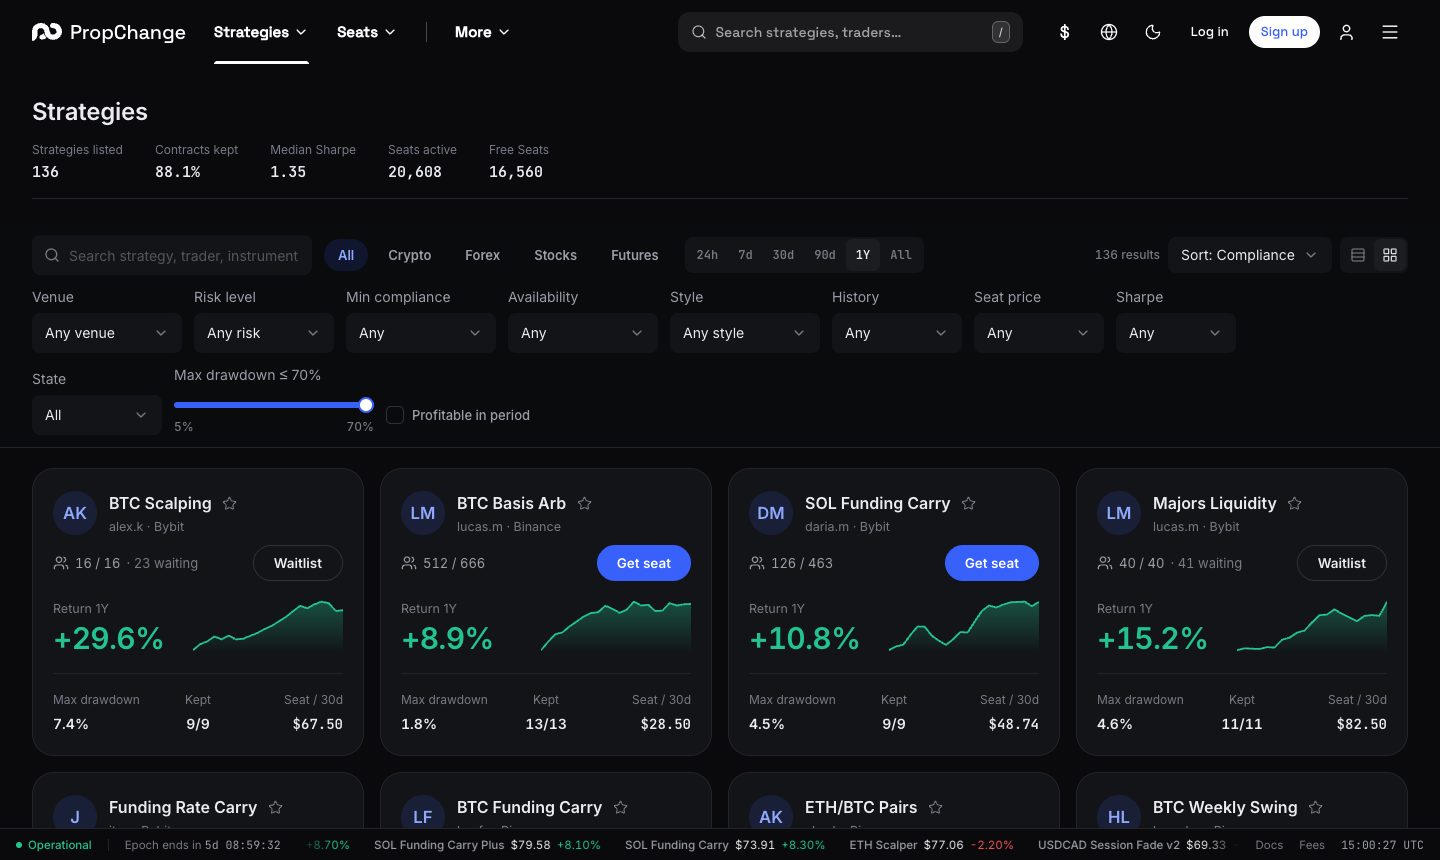 PropChange Strategies Seats More Search strategies, traders... / $ Log in Sign up
Strategies
Strategies listed Contracts kept Median Sharpe Seats active Free Seats
136 88.1% 1.35 20,608 16,560
Search strategy, trader, instrument All Crypto Forex Stocks Futures 24h 7d 30d 90d 1Y All 136 results Sort: Compliance
Venue Risk level Min compliance Availability Style History Seat price Sharpe
Any venue Any risk Any Any Any style Any Any Any
State Max drawdown ≤ 70%
All Profitable in period
5% 70%
AK BTC Scalping
alex.k · Bybit
16 / 16 · 23 waiting Waitlist
Return 1Y
+29.6%
Max drawdown Kept Seat / 30d
7.4% 9/9 $67.50
LM BTC Basis Arb
lucas.m · Binance
512 / 666 Get seat
Return 1Y
+8.9%
Max drawdown Kept Seat / 30d
1.8% 13/13 $28.50
DM SOL Funding Carry
daria.m · Bybit
126 / 463 Get seat
Return 1Y
+10.8%
Max drawdown Kept Seat / 30d
4.5% 9/9 $48.74
LM Majors Liquidity
lucas.m · Bybit
40 / 40 · 41 waiting Waitlist
Return 1Y
+15.2%
Max drawdown Kept Seat / 30d
4.6% 11/11 $82.50
J Funding Rate Carry
LF BTC Funding Carry
AK ETH/BTC Pairs
HL BTC Weekly Swing
Operational Epoch ends in 5d 08:59:32 +8.70% SOL Funding Carry Plus $79.58 +8.10% SOL Funding Carry $73.91 +8.30% ETH Scalper $77.06 -2.20% USDCAD Session Fade v2 $69.33 Docs Fees 15:00:27 UTC